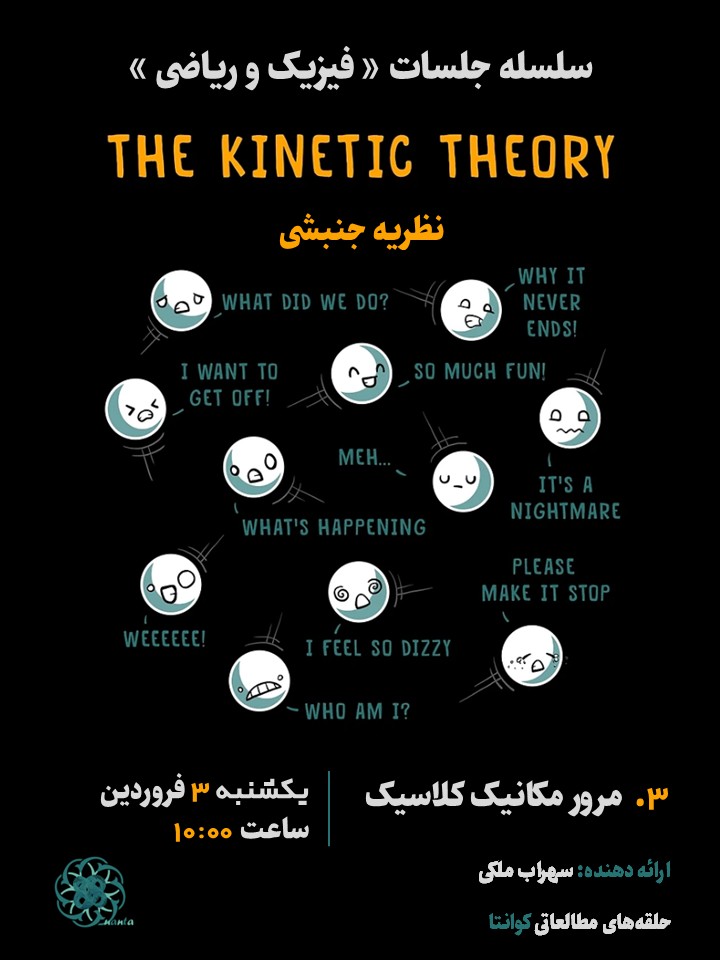 سلسله جلسات « فیزیک و ریاضی »
THE KINETIC THEORY
نظریه جنبشی
WHAT DID WE DO?
WHY IT
NEVER
ENDS!
I WANT TO
GET OFF!
SO MUCH FUN!
MEH...
IT'S A
NIGHTMARE
WHAT'S HAPPENING
PLEASE
MAKE IT STOP
WEEEEEE!
I FEEL SO DIZZY
WHO AM I?
۰۳ مرور مکانیک کلاسیک
یکشنبه ۳ فروردین
ساعت ۱۰:۰۰
ارائه دهنده: سهراب ملکی
حلقه‌های مطالعاتی کوانتا